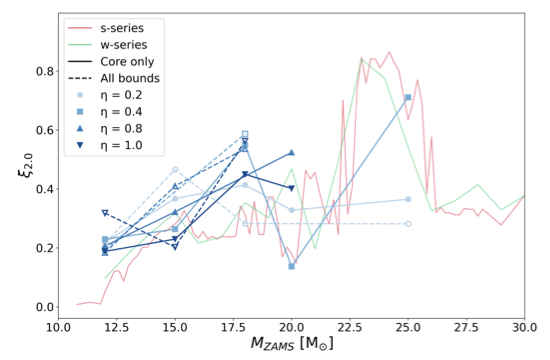 s-series
w-series
Core only
All bounds
η = 0.2
η = 0.4
η = 0.8
η = 1.0
0.8
0.6
0.4
0.2
0.0
ξ2.0
10.0 12.5 15.0 17.5 20.0 22.5 25.0 27.5 30.0
MZAMS [M⊙]